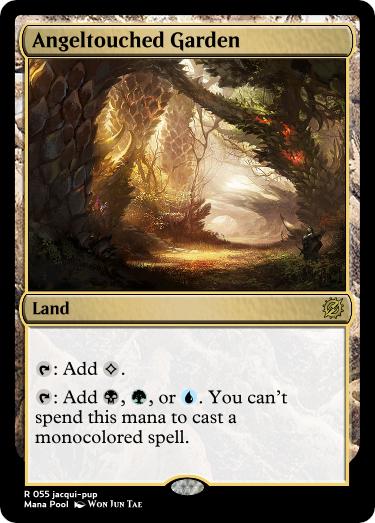 Angeltouched Garden
Land
: Add .
: Add , , or . You can't
spend this mana to cast a
monocolored spell.
R 055 jacqui-pup
Mana Pool Won Jun Tae